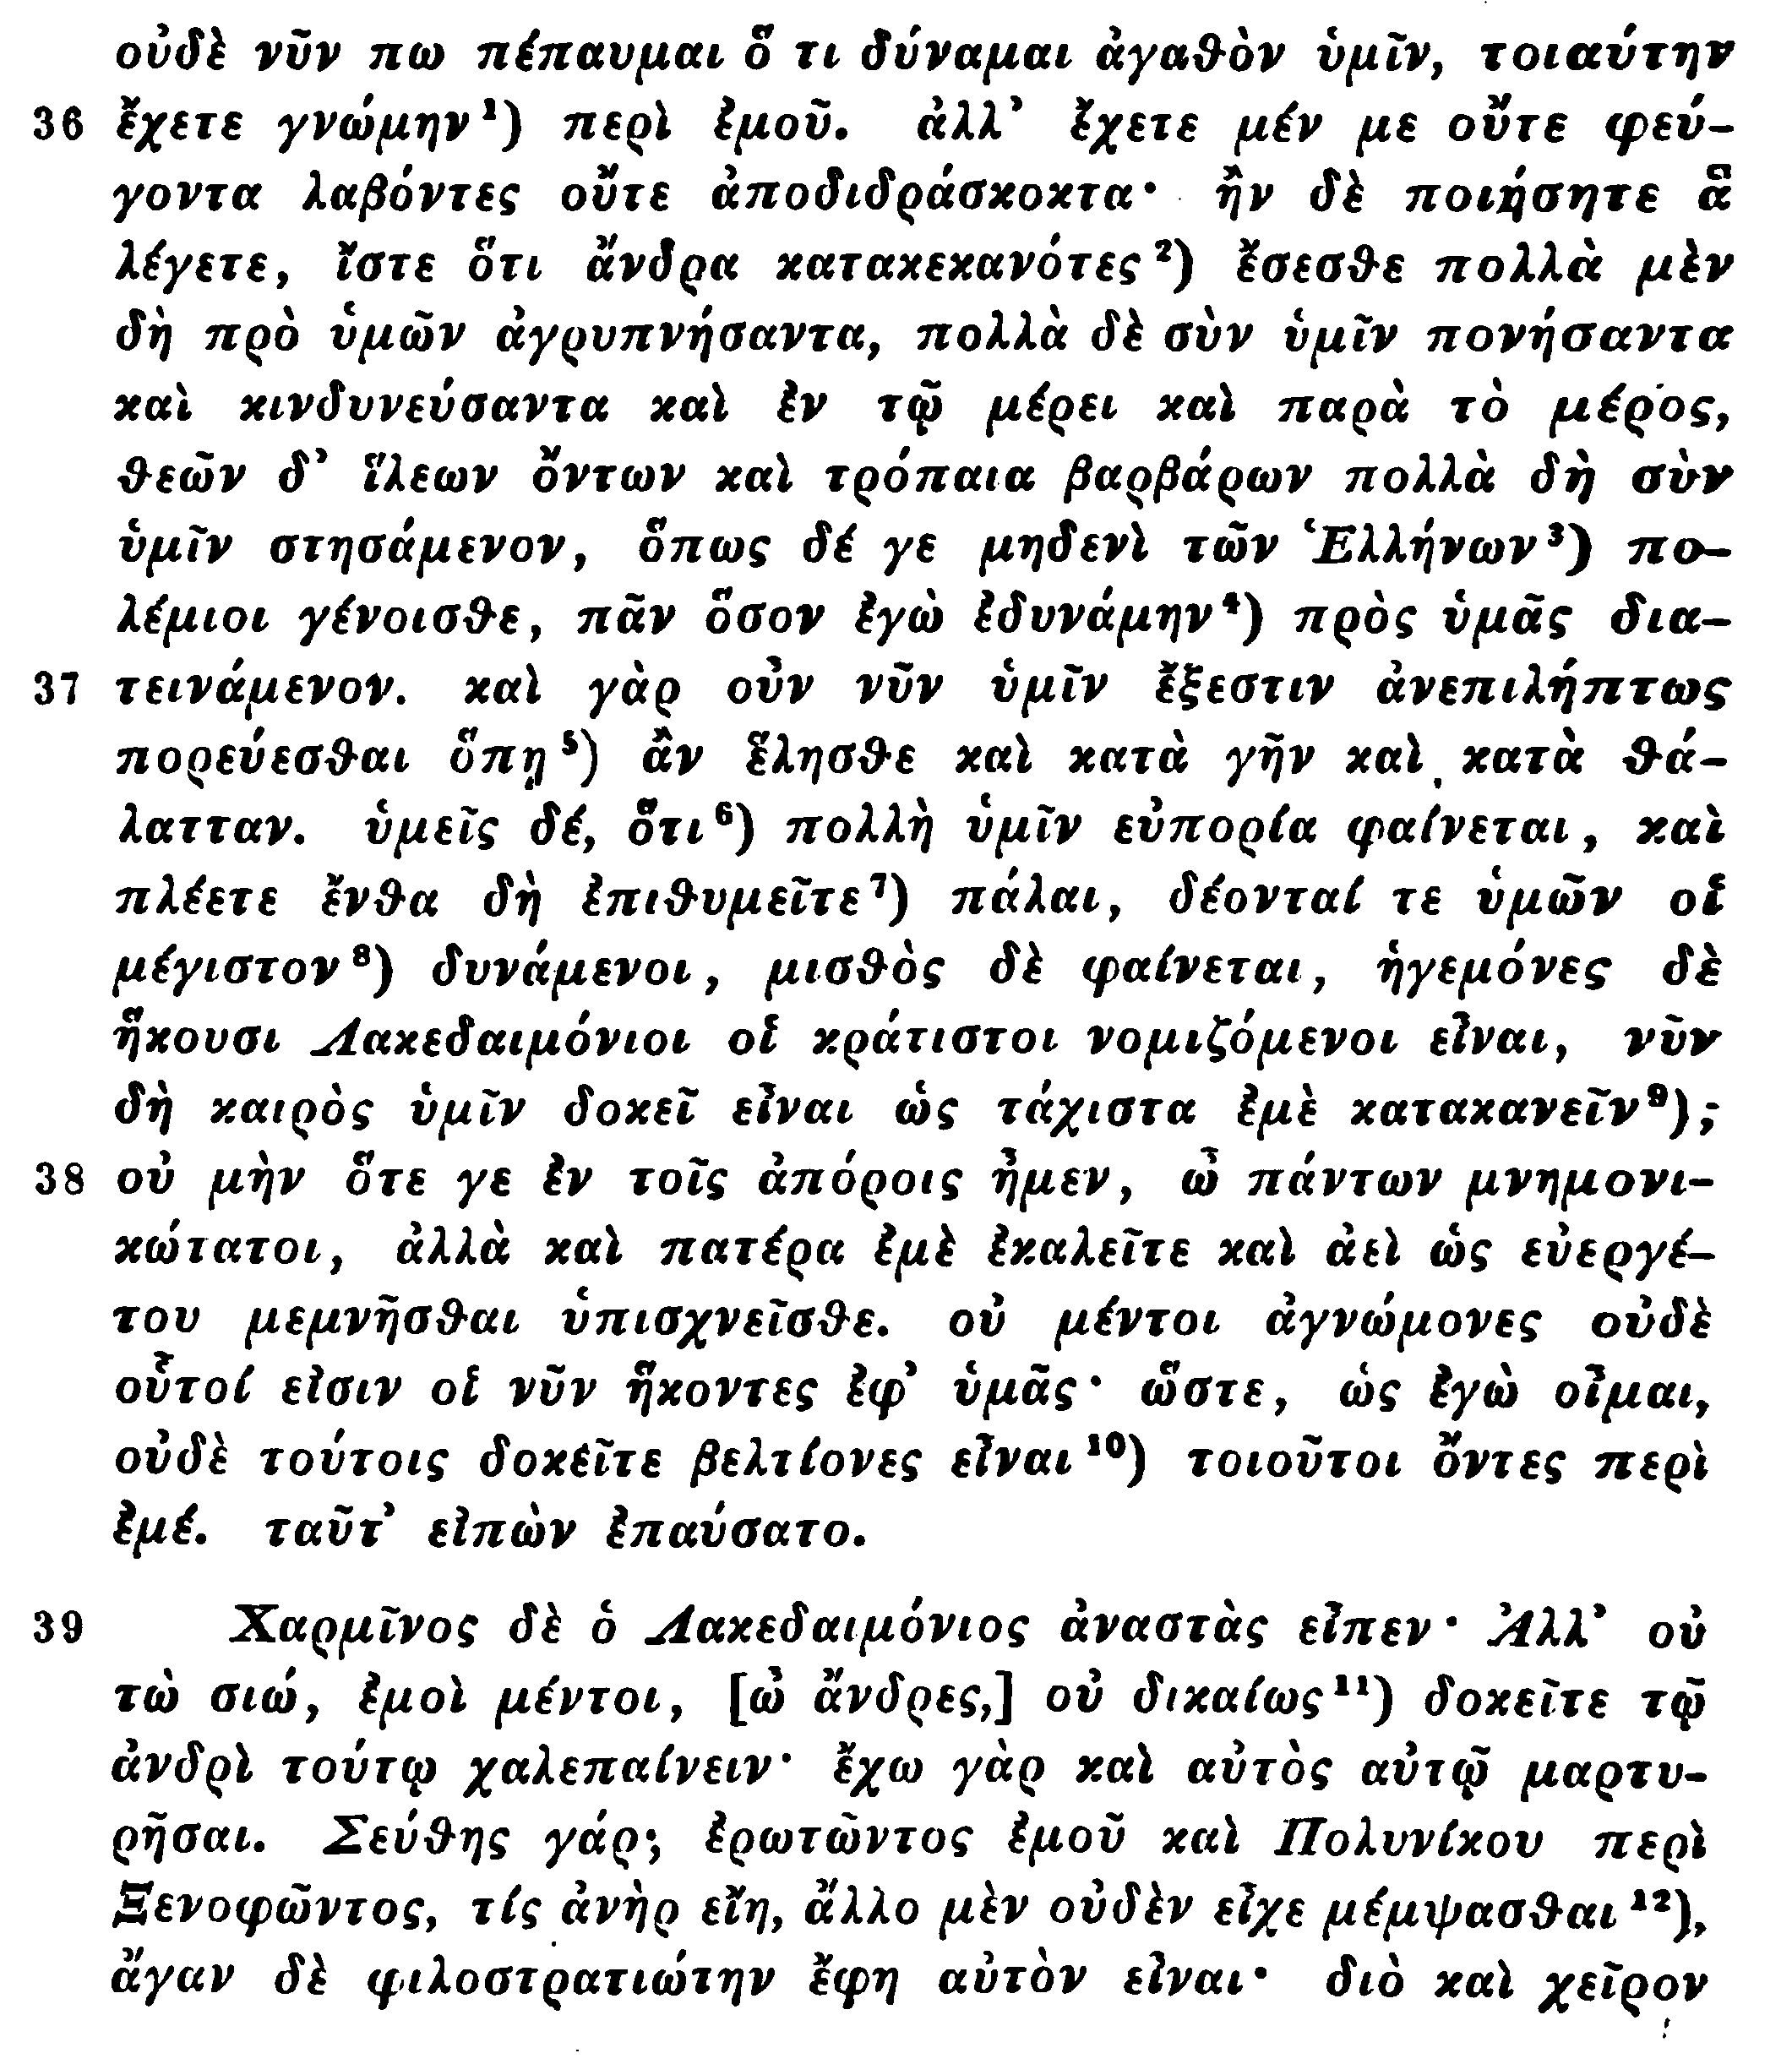 οὐδὲ νῦν πω πέπαυμαι ὅ τι δύναμαι ἀγαθὸν ὑμῖν, τοιαύτην
36 ἔχετε γνώμην¹) περὶ ἐμοῦ. ἀλλ’ ἔχετε μέν με οὔτε φεύ-
γοντα λαβόντες οὔτε ἀποδιδράσκοκτα· ἢν δὲ ποιήσητε ἃ
λέγετε, ἴστε ὅτι ἄνδρα κατακεκανότες²) ἔσεσθε πολλὰ μὲν
δὴ πρὸ ὑμῶν ἀγρυπνήσαντα, πολλὰ δὲ σὺν ὑμῖν πονήσαντα
καὶ κινδυνεύσαντα καὶ ἐν τῷ μέρει καὶ παρὰ τὸ μέρος,
θεῶν δ’ ἵλεων ὄντων καὶ τρόπαια βαρβάρων πολλὰ δὴ σὺν
ὑμῖν στησάμενον, ὅπως δέ γε μηδενὶ τῶν Ἑλλήνων³) πο-
λέμιοι γένοισθε, πᾶν ὅσον ἐγὼ ἐδυνάμην⁴) πρὸς ὑμᾶς δια-
37 τεινάμενον. καὶ γὰρ οὖν νῦν ὑμῖν ἔξεστιν ἀνεπιλήπτως
πορεύεσθαι ὅπῃ⁵) ἂν ἕλησθε καὶ κατὰ γῆν καὶ κατὰ θά-
λατταν. ὑμεῖς δέ, ὅτι⁶) πολλὴ ὑμῖν εὐπορία φαίνεται, καὶ
πλέετε ἔνθα δὴ ἐπιθυμεῖτε⁷) πάλαι, δέονταί τε ὑμῶν οἱ
μέγιστον⁸) δυνάμενοι, μισθὸς δὲ φαίνεται, ἡγεμόνες δὲ
ἥκουσι Λακεδαιμόνιοι οἱ κράτιστοι νομιζόμενοι εἶναι, νῦν
δὴ καιρὸς ὑμῖν δοκεῖ εἶναι ὡς τάχιστα ἐμὲ κατακανεῖν⁹);
38 οὐ μὴν ὅτε γε ἐν τοῖς ἀπόροις ἦμεν, ὦ πάντων μνημονι-
κώτατοι, ἀλλὰ καὶ πατέρα ἐμὲ ἐκαλεῖτε καὶ ἀεὶ ὡς εὐεργέ-
του μεμνῆσθαι ὑπισχνεῖσθε. οὐ μέντοι ἀγνώμονες οὐδὲ
οὗτοί εἰσιν οἱ νῦν ἥκοντες ἐφ’ ὑμᾶς· ὥστε, ὡς ἐγὼ οἶμαι,
οὐδὲ τούτοις δοκεῖτε βελτίονες εἶναι¹⁰) τοιοῦτοι ὄντες περὶ
ἐμέ. ταῦτ’ εἰπὼν ἐπαύσατο.
39 Χαρμῖνος δὲ ὁ Λακεδαιμόνιος ἀναστὰς εἶπεν· Ἀλλ’ οὐ
τὼ σιώ, ἐμοὶ μέντοι, [ὦ ἄνδρες,] οὐ δικαίως¹¹) δοκεῖτε τῷ
ἀνδρὶ τούτῳ χαλεπαίνειν· ἔχω γὰρ καὶ αὐτὸς αὐτῷ μαρτυ-
ρῆσαι. Σεύθης γάρ, ἐρωτῶντος ἐμοῦ καὶ Πολυνίκου περὶ
Ξενοφῶντος, τίς ἀνὴρ εἴη, ἄλλο μὲν οὐδὲν εἶχε μέμψασθαι¹²),
ἄγαν δὲ φιλοστρατιώτην ἔφη αὐτὸν εἶναι· διὸ καὶ χεῖρον